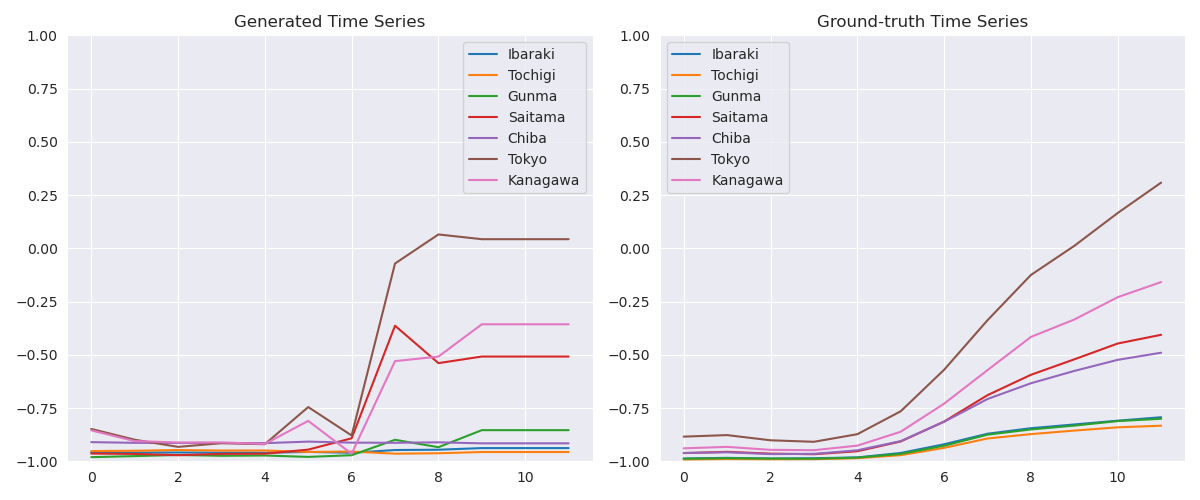 Generated Time Series
1.00
0.75
0.50
0.25
0.00
−0.25
−0.50
−0.75
−1.00
0
2
4
6
8
10
Ibaraki
Tochigi
Gunma
Saitama
Chiba
Tokyo
Kanagawa
Ground-truth Time Series
1.00
0.75
0.50
0.25
0.00
−0.25
−0.50
−0.75
−1.00
0
2
4
6
8
10
Ibaraki
Tochigi
Gunma
Saitama
Chiba
Tokyo
Kanagawa